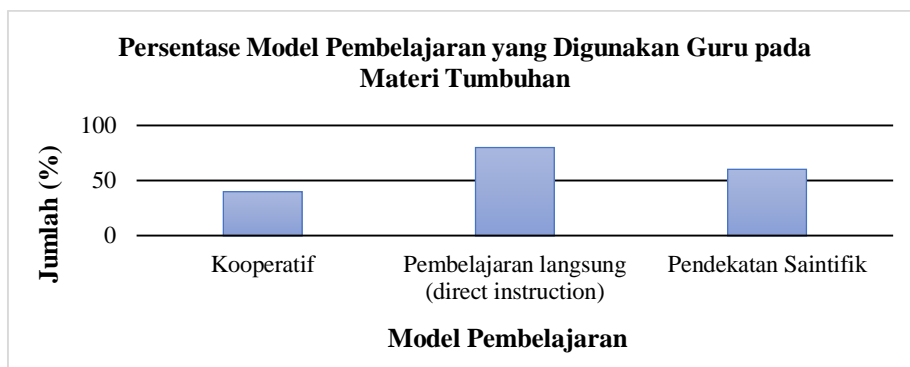 Persentase Model Pembelajaran yang Digunakan Guru pada
Materi Tumbuhan
Jumlah (%)
100
50
0
Kooperatif
Pembelajaran langsung
(direct instruction)
Pendekatan Saintifik
Model Pembelajaran